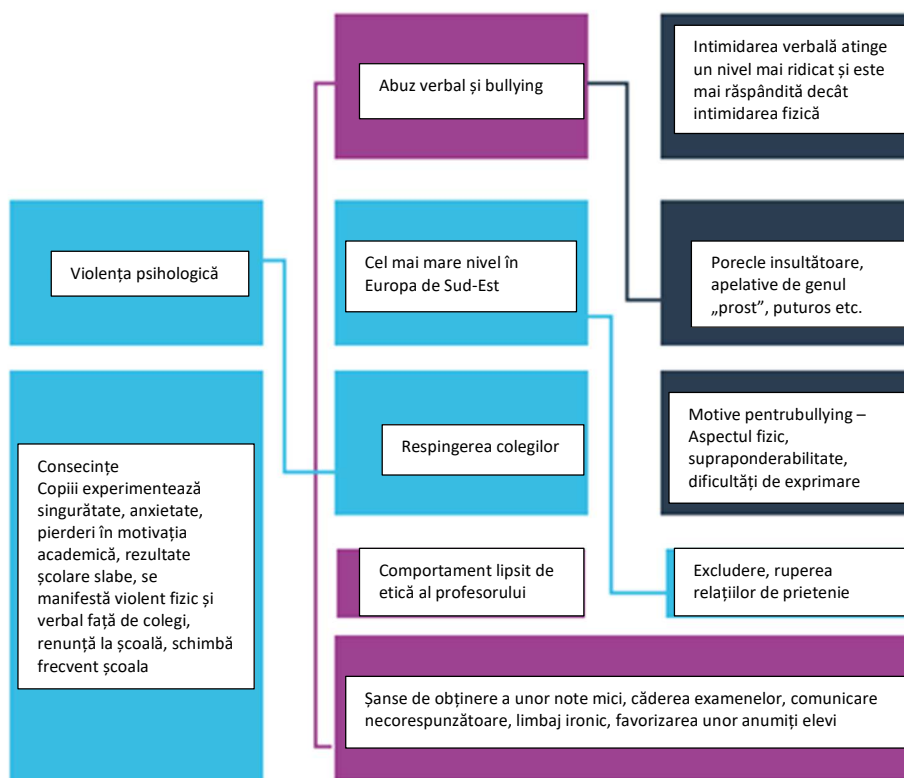 Abuz verbal și bullying
Intimidarea verbală atinge
un nivel mai ridicat și este
mai răspândită decât
intimidarea fizică
Violența psihologică
Cel mai mare nivel în
Europa de Sud-Est
Porecle insultătoare,
apelative de genul
„prost”, puturos etc.
Consecințe
Copiii experimentează
singurătate, anxietate,
pierderi în motivația
academică, rezultate
școlare slabe, se
manifestă violent fizic și
verbal față de colegi,
renunță la școală, schimbă
frecvent școala
Respingerea colegilor
Motive pentrubullying –
Aspectul fizic,
supraponderabilitate,
dificultăți de exprimare
Comportament lipsit de
etică al profesorului
Excludere, ruperea
relațiilor de prietenie
Șanse de obținere a unor note mici, căderea examenelor, comunicare
necorespunzătoare, limbaj ironic, favorizarea unor anumiți elevi